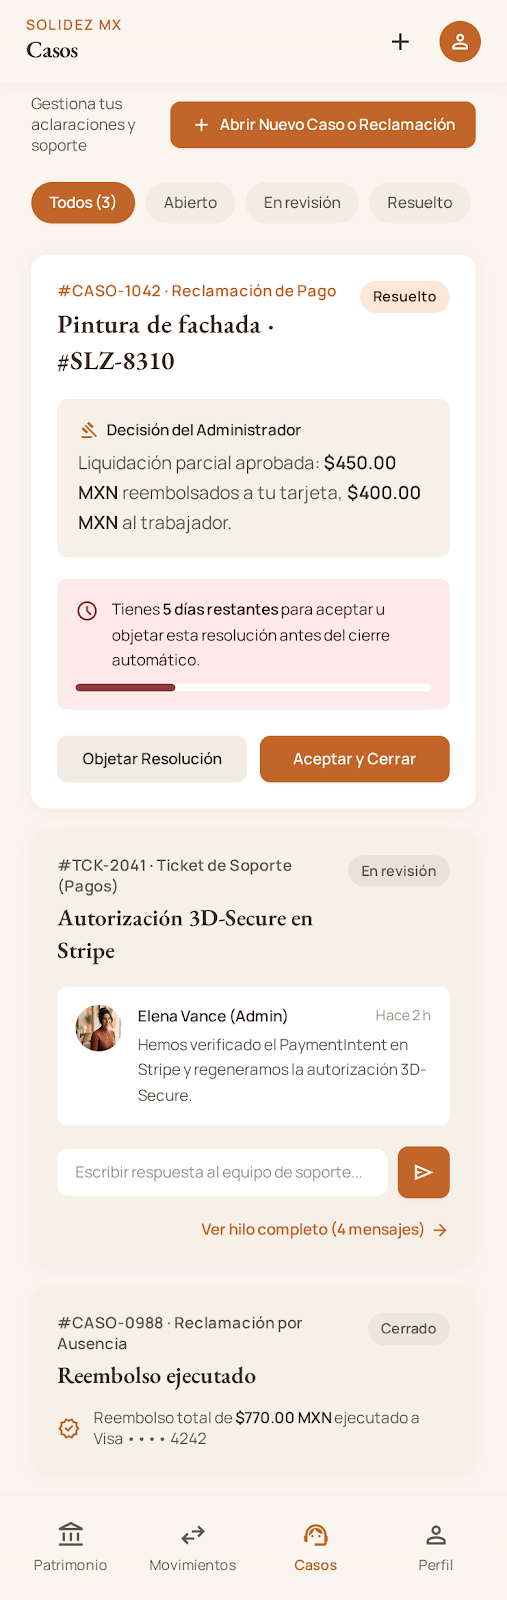 SOLIDEZ MX
Casos
Gestiona tus
aclaraciones y
soporte
Abrir Nuevo Caso o Reclamación
Todos (3)
Abierto
En revisión
Resuelto
#CASO-1042 · Reclamación de Pago
Resuelto
Pintura de fachada ·
#SLZ-8310
Decisión del Administrador
Liquidación parcial aprobada: $450.00
MXN reembolsados a tu tarjeta, $400.00
MXN al trabajador.
Tienes 5 días restantes para aceptar u
objetar esta resolución antes del cierre
automático.
Objetar Resolución
Aceptar y Cerrar
#TCK-2041 · Ticket de Soporte
(Pagos)
En revisión
Autorización 3D-Secure en
Stripe
Elena Vance (Admin)
Hace 2 h
Hemos verificado el PaymentIntent en
Stripe y regeneramos la autorización 3D-
Secure.
Escribir respuesta al equipo de soporte...
Ver hilo completo (4 mensajes)
#CASO-0988 · Reclamación por
Ausencia
Cerrado
Reembolso ejecutado
Reembolso total de $770.00 MXN ejecutado a
Visa •••• 4242
Patrimonio
Movimientos
Casos
Perfil